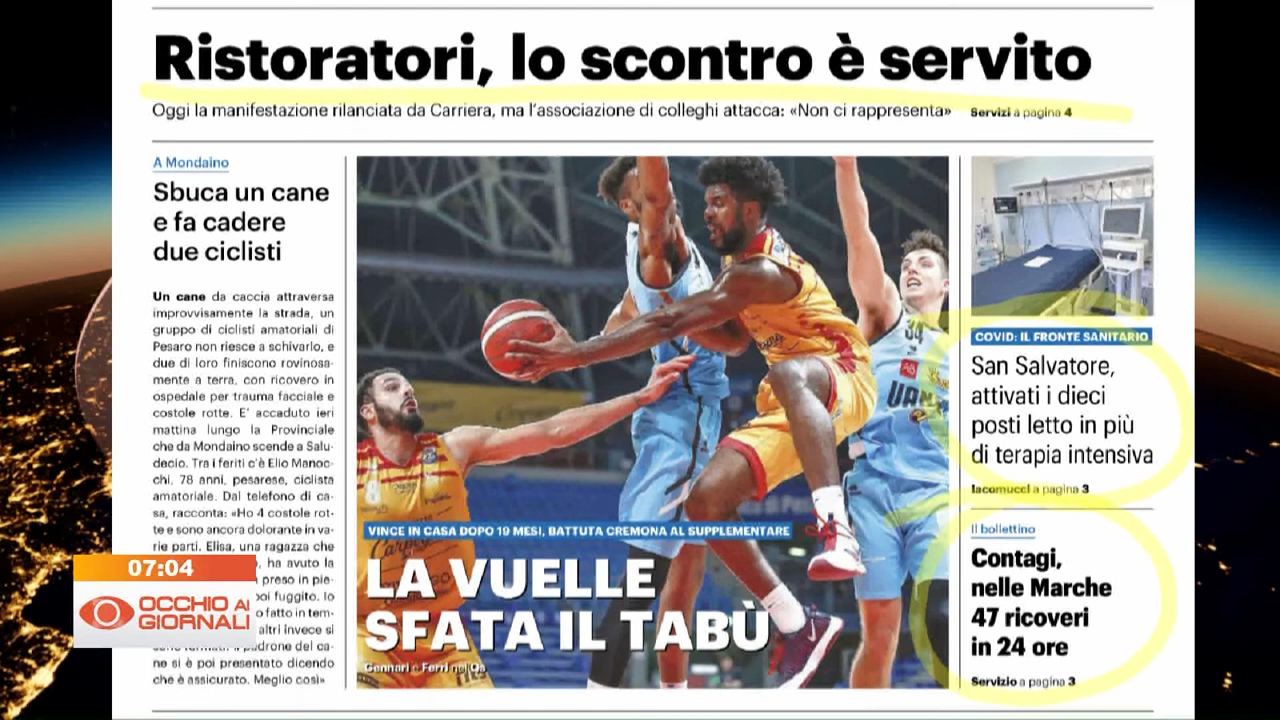 Ristoratori, lo scontro è servito
Oggi la manifestazione rilanciata da Carriera, ma l'associazione di colleghi attacca: «Non ci rappresenta» Servizi a pagina 4
A Mondaino
Sbuca un cane
e fa cadere
due ciclisti
Un cane da caccia attraversa
improvvisamente la strada, un
gruppo di ciclisti amatoriali di
Pesaro non riesce a schivarlo, e
due di loro finiscono rovinosa-
mente a terra, con ricovero in
ospedale per trauma facciale e
costole rotte. E' accaduto ieri
mattina lungo la Provinciale
che da Mondaino scende a Salu-
decio. Tra i feriti c'è Elio Manoc-
chi, 78 anni, pesarese, ciclista
amatoriale. Dal telefono di ca-
sa, racconta: «Ho 4 costole rot-
te e sono ancora dolorante in va-
rie parti. Elisa, una ragazza che
, ha avuto la
preso in pie-
poi fuggito. Io
o fatto in tem-
altri invece si
padrone del ca-
ne si è poi presentato dicendo
che è assicurato. Meglio così»
07:04
OCCHIO AI
GIORNALI
34
VINCE IN CASA DOPO 19 MESI, BATTUTA CREMONA AL SUPPLEMENTARE
LA VUELLE
SFATA IL TABÙ
Gennari e Ferri nel Qs
COVID: IL FRONTE SANITARIO
San Salvatore,
attivati i dieci
posti letto in più
di terapia intensiva
Iacomucci a pagina 3
Il bollettino
Contagi,
nelle Marche
47 ricoveri
in 24 ore
Servizio a pagina 3